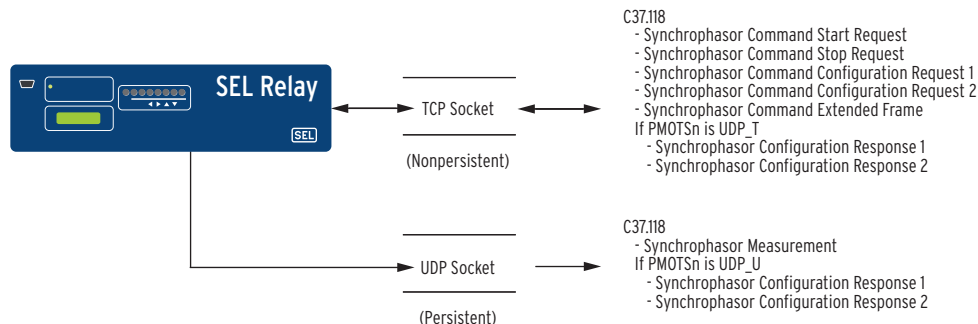 SEL Relay
SEL
TCP Socket
(Nonpersistent)
C37.118
- Synchrophasor Command Start Request
- Synchrophasor Command Stop Request
- Synchrophasor Command Configuration Request 1
- Synchrophasor Command Configuration Request 2
- Synchrophasor Command Extended Frame
If PMOTSn is UDP_T
- Synchrophasor Configuration Response 1
- Synchrophasor Configuration Response 2
UDP Socket
(Persistent)
C37.118
- Synchrophasor Measurement
If PMOTSn is UDP_U
- Synchrophasor Configuration Response 1
- Synchrophasor Configuration Response 2